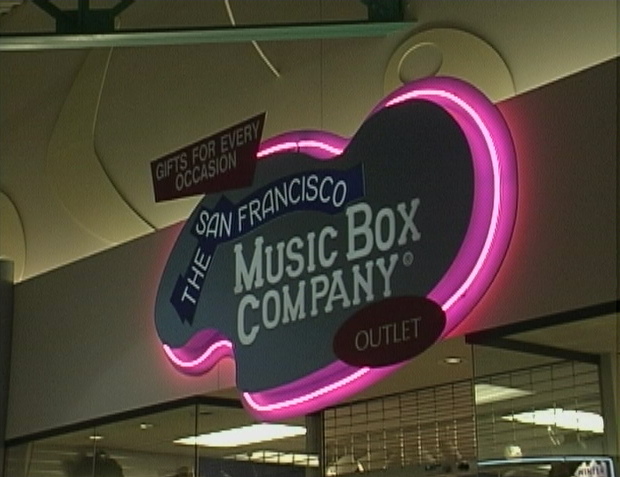 GIFTS FOR EVERY
OCCASION
THE SAN FRANCISCO
MUSIC BOX
COMPANY®
OUTLET